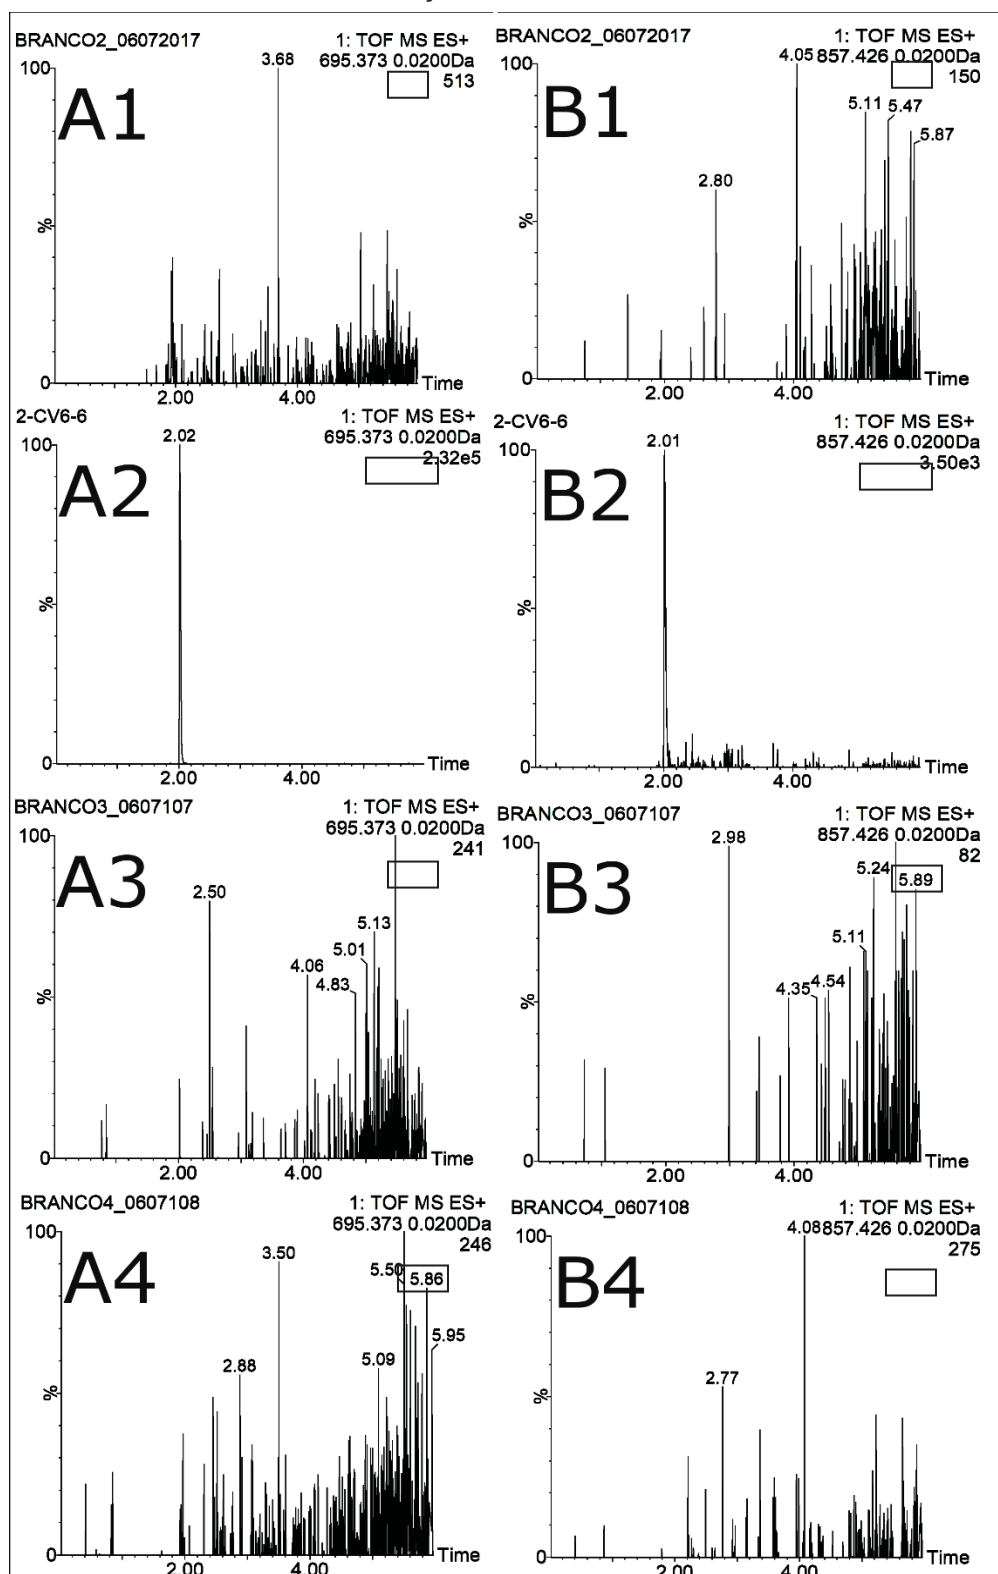 BRANCO2_06072017
1: TOF MS ES+
695.373 0.0200Da
513
A1
3.68
100
%
0
2.00
4.00
Time
BRANCO2_06072017
1: TOF MS ES+
857.426 0.0200Da
150
B1
4.05
5.11
5.47
5.87
2.80
100
%
0
2.00
4.00
Time
2-CV6-6
1: TOF MS ES+
695.373 0.0200Da
2.32e5
A2
2.02
100
%
0
2.00
4.00
Time
2-CV6-6
1: TOF MS ES+
857.426 0.0200Da
3.50e3
B2
2.01
100
%
0
2.00
4.00
Time
BRANCO3_0607107
1: TOF MS ES+
695.373 0.0200Da
241
A3
2.50
5.13
5.01
4.06
4.83
100
%
0
2.00
4.00
Time
BRANCO3_0607107
1: TOF MS ES+
857.426 0.0200Da
82
B3
2.98
5.24
5.89
5.11
4.54
4.35
100
%
0
2.00
4.00
Time
BRANCO4_0607108
1: TOF MS ES+
695.373 0.0200Da
246
A4
3.50
5.50
5.86
5.95
5.09
2.88
100
%
0
2.00
4.00
Time
BRANCO4_0607108
1: TOF MS ES+
857.426 0.0200Da
275
B4
4.08
2.77
100
%
0
2.00
4.00
Time